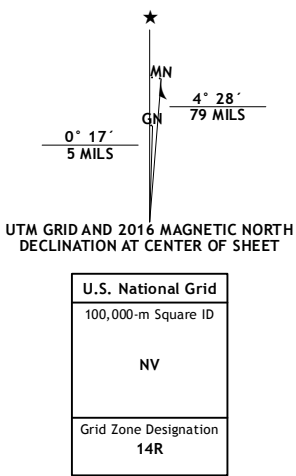 ★
MN
GN
4° 28´
79 MILS
0° 17´
5 MILS
UTM GRID AND 2016 MAGNETIC NORTH
DECLINATION AT CENTER OF SHEET
U.S. National Grid
100,000-m Square ID
NV
Grid Zone Designation
14R